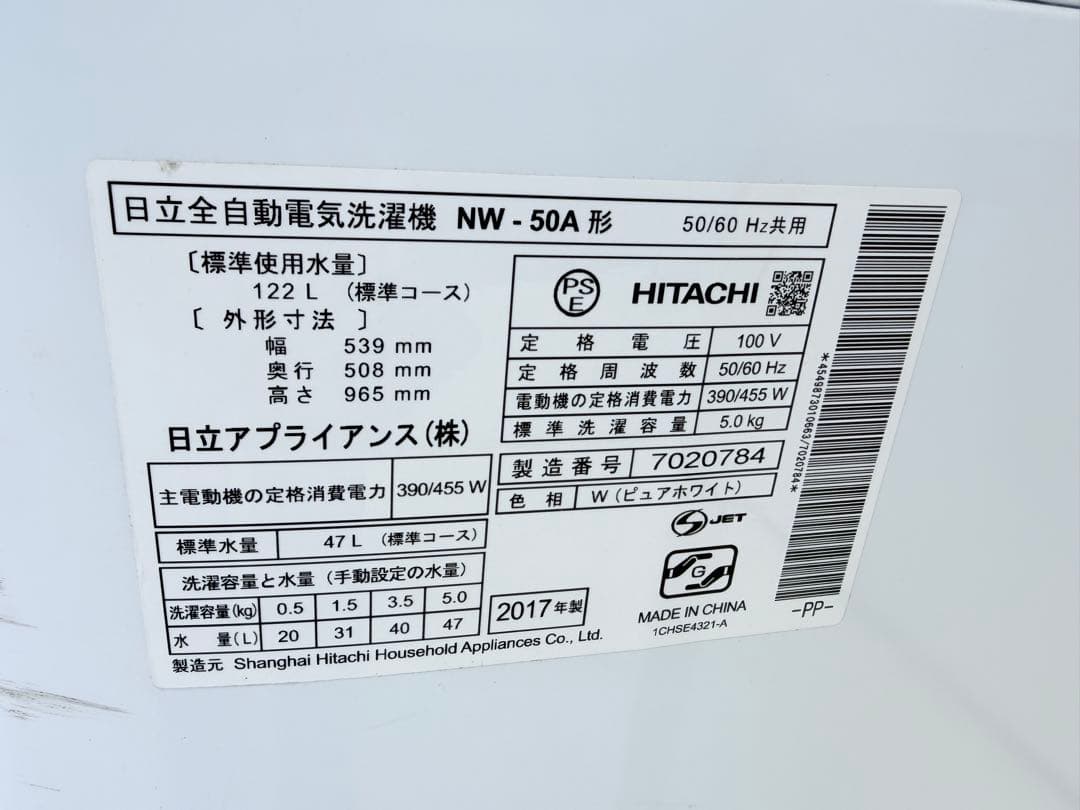 日立全自動電気洗濯機 NW - 50A 形 50/60 Hz共用
〔標準使用水量〕
122 L （標準コース）
〔 外形寸法 〕
幅 539 mm
奥行 508 mm
高さ 965 mm
日立アプライアンス(株)
主電動機の定格消費電力 390/455 W
標準水量 47 L （標準コース）
洗濯容量と水量（手動設定の水量）
洗濯容量(kg) 0.5 1.5 3.5 5.0
水 量(L) 20 31 40 47
製造元 Shanghai Hitachi Household Appliances Co., Ltd.
PS E HITACHI
定格電圧 100 V
定格周波数 50/60 Hz
電動機の定格消費電力 390/455 W
標準洗濯容量 5.0 kg
製造番号 7020784
色相 W（ピュアホワイト）
S JET
G
2017年製
MADE IN CHINA
1CHSE4321-A
*4549873010663/7020784*
-PP-